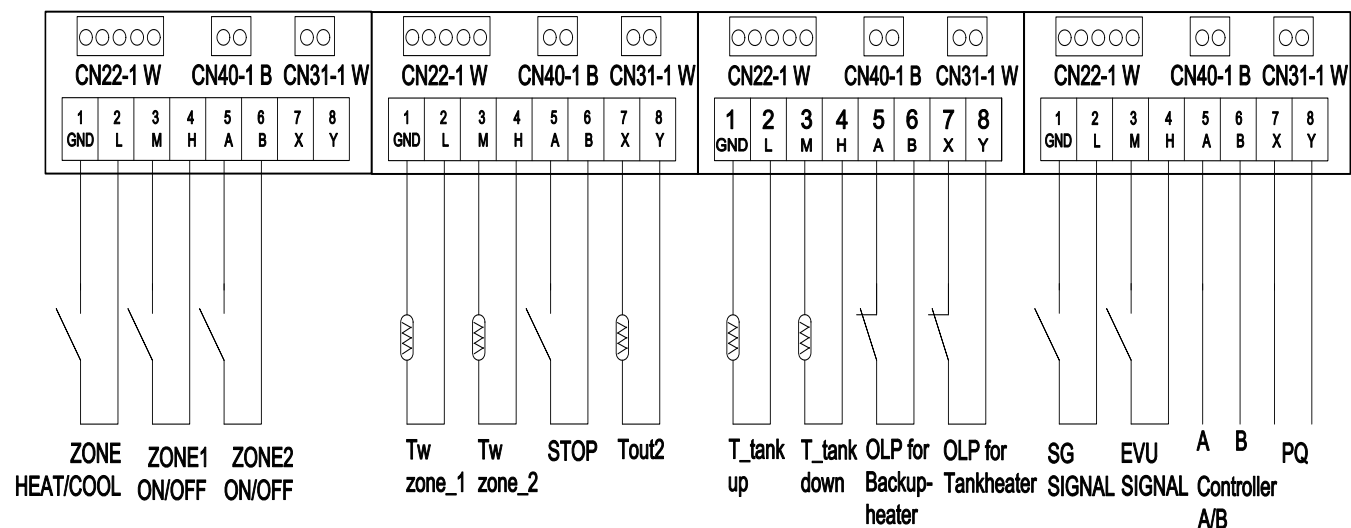 CN22-1 W CN40-1 B CN31-1 W CN22-1 W CN40-1 B CN31-1 W CN22-1 W CN40-1 B CN31-1 W CN22-1 W CN40-1 B CN31-1 W
1 2 3 4 5 6 7 8 1 2 3 4 5 6 7 8 1 2 3 4 5 6 7 8 1 2 3 4 5 6 7 8
GND L M H A B X Y GND L M H A B X Y GND L M H A B X Y GND L M H A B X Y
ZONE
HEAT/COOL
ZONE1
ON/OFF
ZONE2
ON/OFF
Tw
zone_1
Tw
zone_2
STOP
Tout2
T_tank
up
T_tank
down
OLP for
Backup-
heater
OLP for
Tankheater
SG
SIGNAL
EVU
SIGNAL
A B
Controller
A/B
PQ